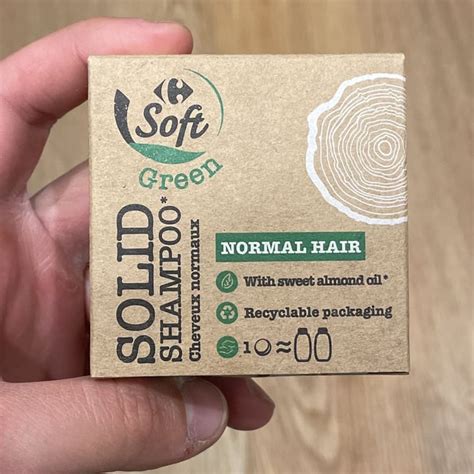 Soft
Green
SOLID
SHAMPOO*
Cheveux normaux
NORMAL HAIR
With sweet almond oil*
Recyclable packaging
1 ≈